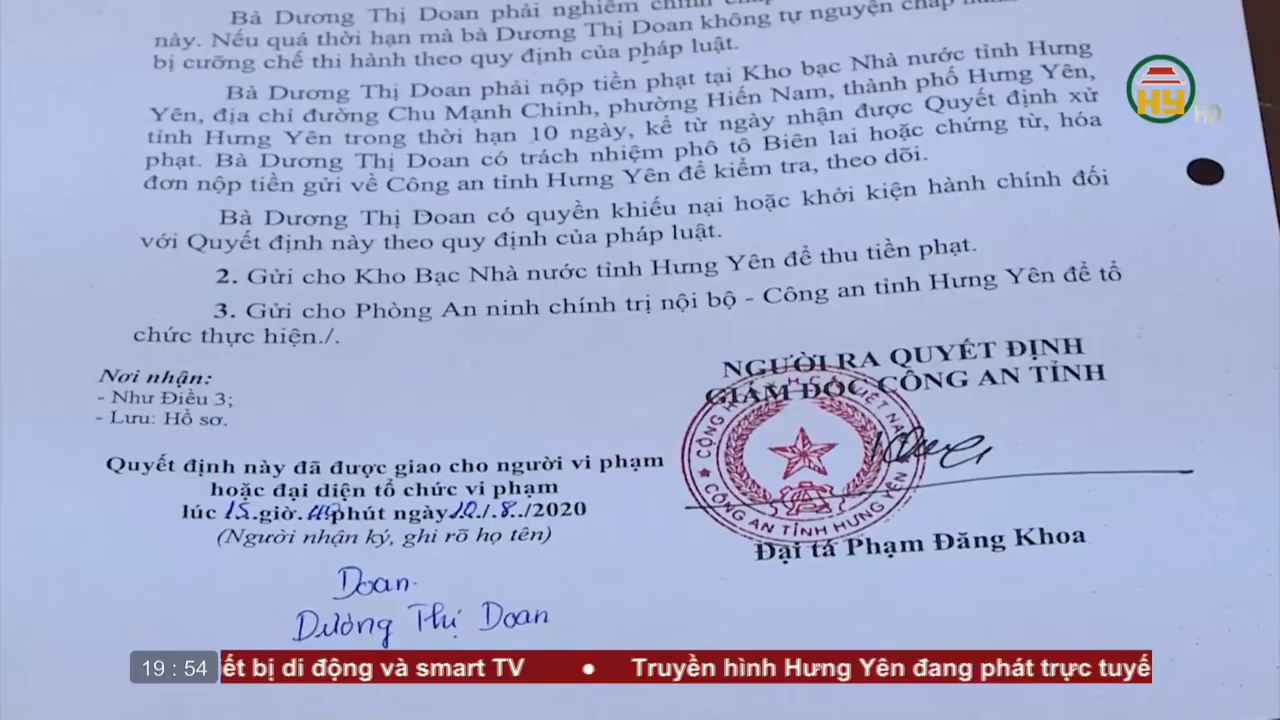 Bà Dương Thị Doan phải nghiêm chỉnh
này. Nếu quá thời hạn mà bà Dương Thị Doan không tự nguyện chấp
bị cưỡng chế thi hành theo quy định của pháp luật.
Bà Dương Thị Doan phải nộp tiền phạt tại Kho bạc Nhà nước tỉnh Hưng
Yên, địa chỉ đường Chu Mạnh Chinh, phường Hiến Nam, thành phố Hưng Yên,
tỉnh Hưng Yên trong thời hạn 10 ngày, kể từ ngày nhận được Quyết định xử
phạt. Bà Dương Thị Doan có trách nhiệm phô tô Biên lai hoặc chứng từ, hóa
đơn nộp tiền gửi về Công an tỉnh Hưng Yên để kiểm tra, theo dõi.
Bà Dương Thị Doan có quyền khiếu nại hoặc khởi kiện hành chính đối
với Quyết định này theo quy định của pháp luật.
2. Gửi cho Kho Bạc Nhà nước tỉnh Hưng Yên để thu tiền phạt.
3. Gửi cho Phòng An ninh chính trị nội bộ - Công an tỉnh Hưng Yên để tổ
chức thực hiện./.
NGƯỜI RA QUYẾT ĐỊNH
GIÁM ĐỐC CÔNG AN TỈNH
Nơi nhận:
- Như Điều 3;
- Lưu: Hồ sơ.
CÔNG AN TỈNH HƯNG YÊN
Quyết định này đã được giao cho người vi phạm
hoặc đại diện tổ chức vi phạm
lúc 15 giờ phút ngày /8/2020
(Người nhận ký, ghi rõ họ tên)
Đại tá Phạm Đăng Khoa
Doan
Dương Thị Doan
HY HD
19 : 54 ết bị di động và smart TV ● Truyền hình Hưng Yên đang phát trực tuyế